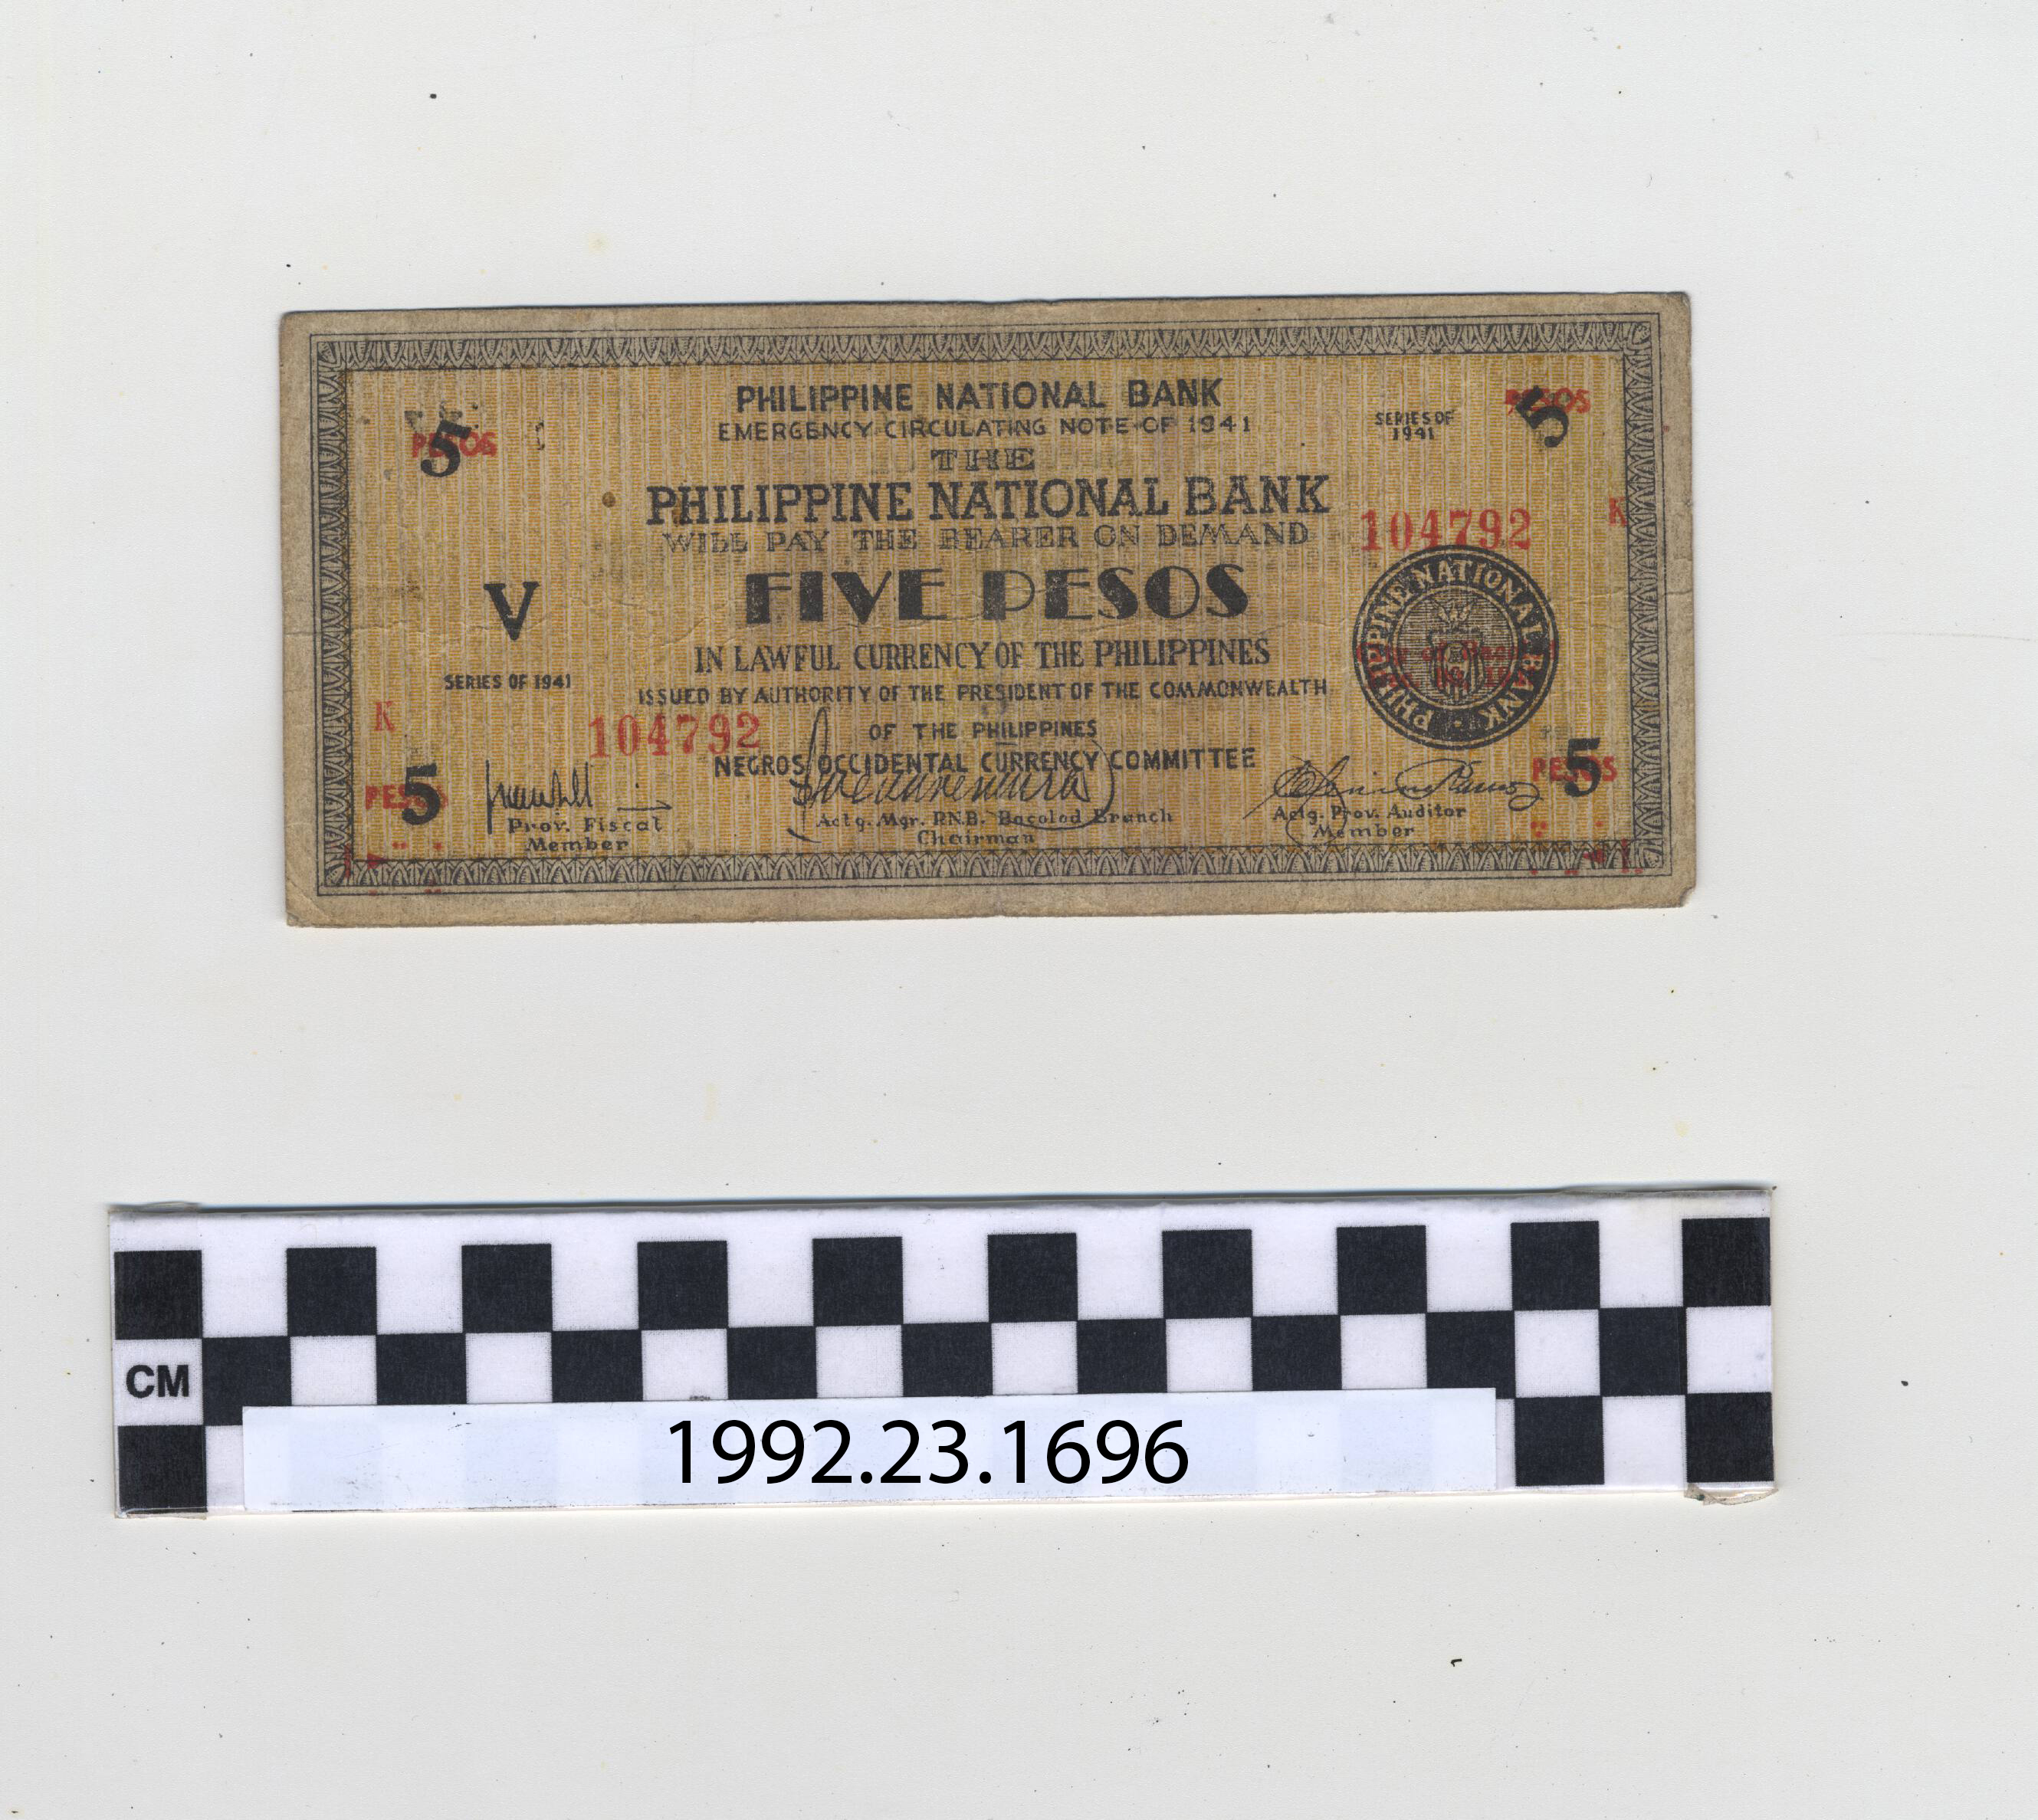 PHILIPPINE NATIONAL BANK
EMERGENCY CIRCULATING NOTE OF 1941
SERIES OF
1941
PESOS
5
PESOS
5
THE
PHILIPPINE NATIONAL BANK
WILL PAY THE BEARER ON DEMAND
104792
K
FIVE PESOS
V
PHILIPPINE NATIONAL BANK
IN LAWFUL CURRENCY OF THE PHILIPPINES
SERIES OF 1941
ISSUED BY AUTHORITY OF THE PRESIDENT OF THE COMMONWEALTH
K
104792
OF THE PHILIPPINES
NEGROS OCCIDENTAL CURRENCY COMMITTEE
PESOS
5
PESOS
5
Prov. Fiscal
Member
Actg. Mgr. P.N.B. Bacolod Branch
Chairman
Actg. Prov. Auditor
Member
CM
1992.23.1696